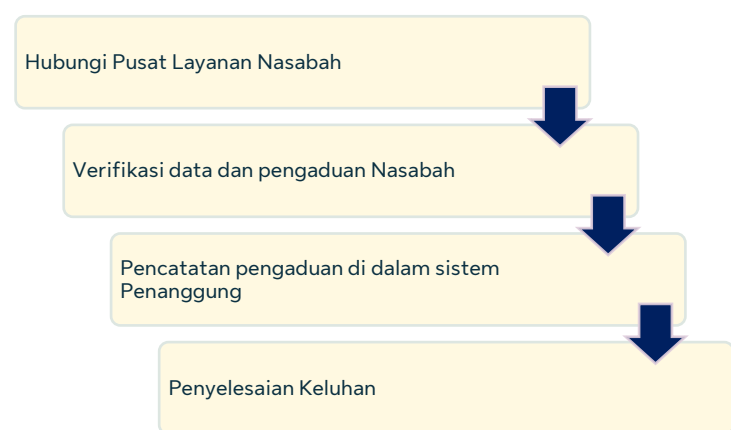 Hubungi Pusat Layanan Nasabah
Verifikasi data dan pengaduan Nasabah
Pencatatan pengaduan di dalam sistem
Penanggung
Penyelesaian Keluhan